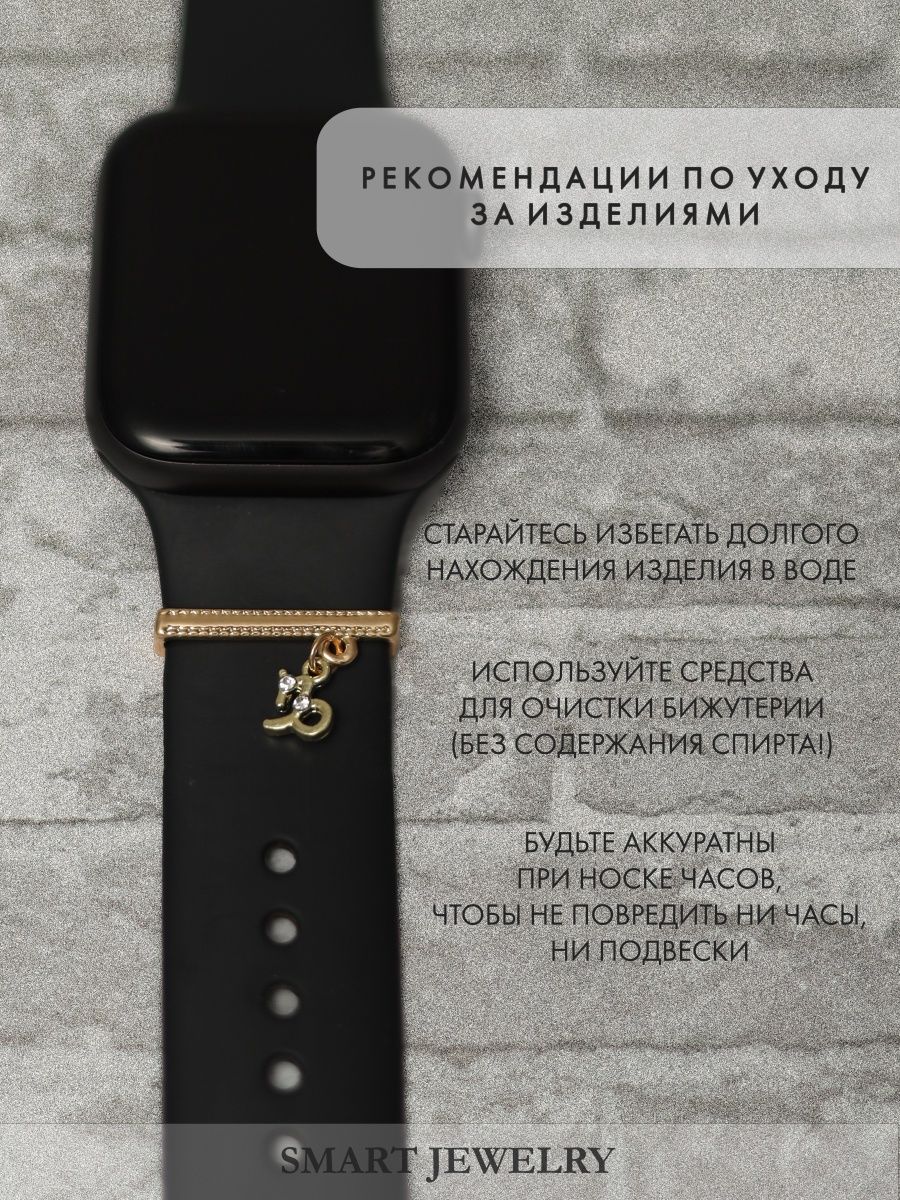 РЕКОМЕНДАЦИИ ПО УХОДУ
ЗА ИЗДЕЛИЯМИ
СТАРАЙТЕСЬ ИЗБЕГАТЬ ДОЛГОГО
НАХОЖДЕНИЯ ИЗДЕЛИЯ В ВОДЕ
ИСПОЛЬЗУЙТЕ СРЕДСТВА
ДЛЯ ОЧИСТКИ БИЖУТЕРИИ
(БЕЗ СОДЕРЖАНИЯ СПИРТА!)
БУДЬТЕ АККУРАТНЫ
ПРИ НОСКЕ ЧАСОВ,
ЧТОБЫ НЕ ПОВРЕДИТЬ НИ ЧАСЫ,
НИ ПОДВЕСКИ
SMART JEWELRY